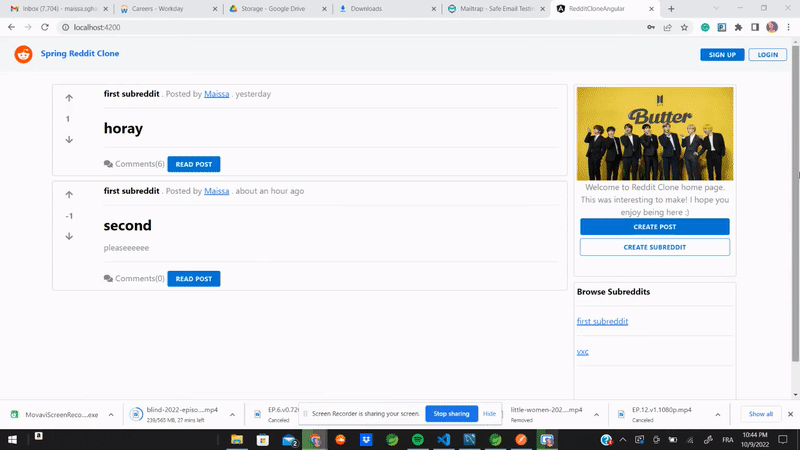 Inbox (7,704) - maissa.sgh
Careers - Workday
Storage - Google Drive
Downloads
Mailtrap - Safe Email Testin
RedditCloneAngular
localhost:4200
Spring Reddit Clone
SIGN UP
LOGIN
first subreddit . Posted by Maissa . yesterday
1
horay
Comments(6) READ POST
first subreddit . Posted by Maissa . about an hour ago
-1
second
pleaseeeeee
Comments(0) READ POST
BTS
Butter
Welcome to Reddit Clone home page.
This was interesting to make! I hope you
enjoy being here ;)
CREATE POST
CREATE SUBREDDIT
Browse Subreddits
first subreddit
vxc
MovaviScreenReco....exe
blind-2022-episo....mp4
239/563 MB, 27 mins left
EP.6.v0.720
Canceled
Screen Recorder is sharing your screen.
Stop sharing
Hide
little-women-202....mp4
Removed
EP.12.v1.1080p.mp4
Canceled
Show all
FRA
10:44 PM
10/9/2022